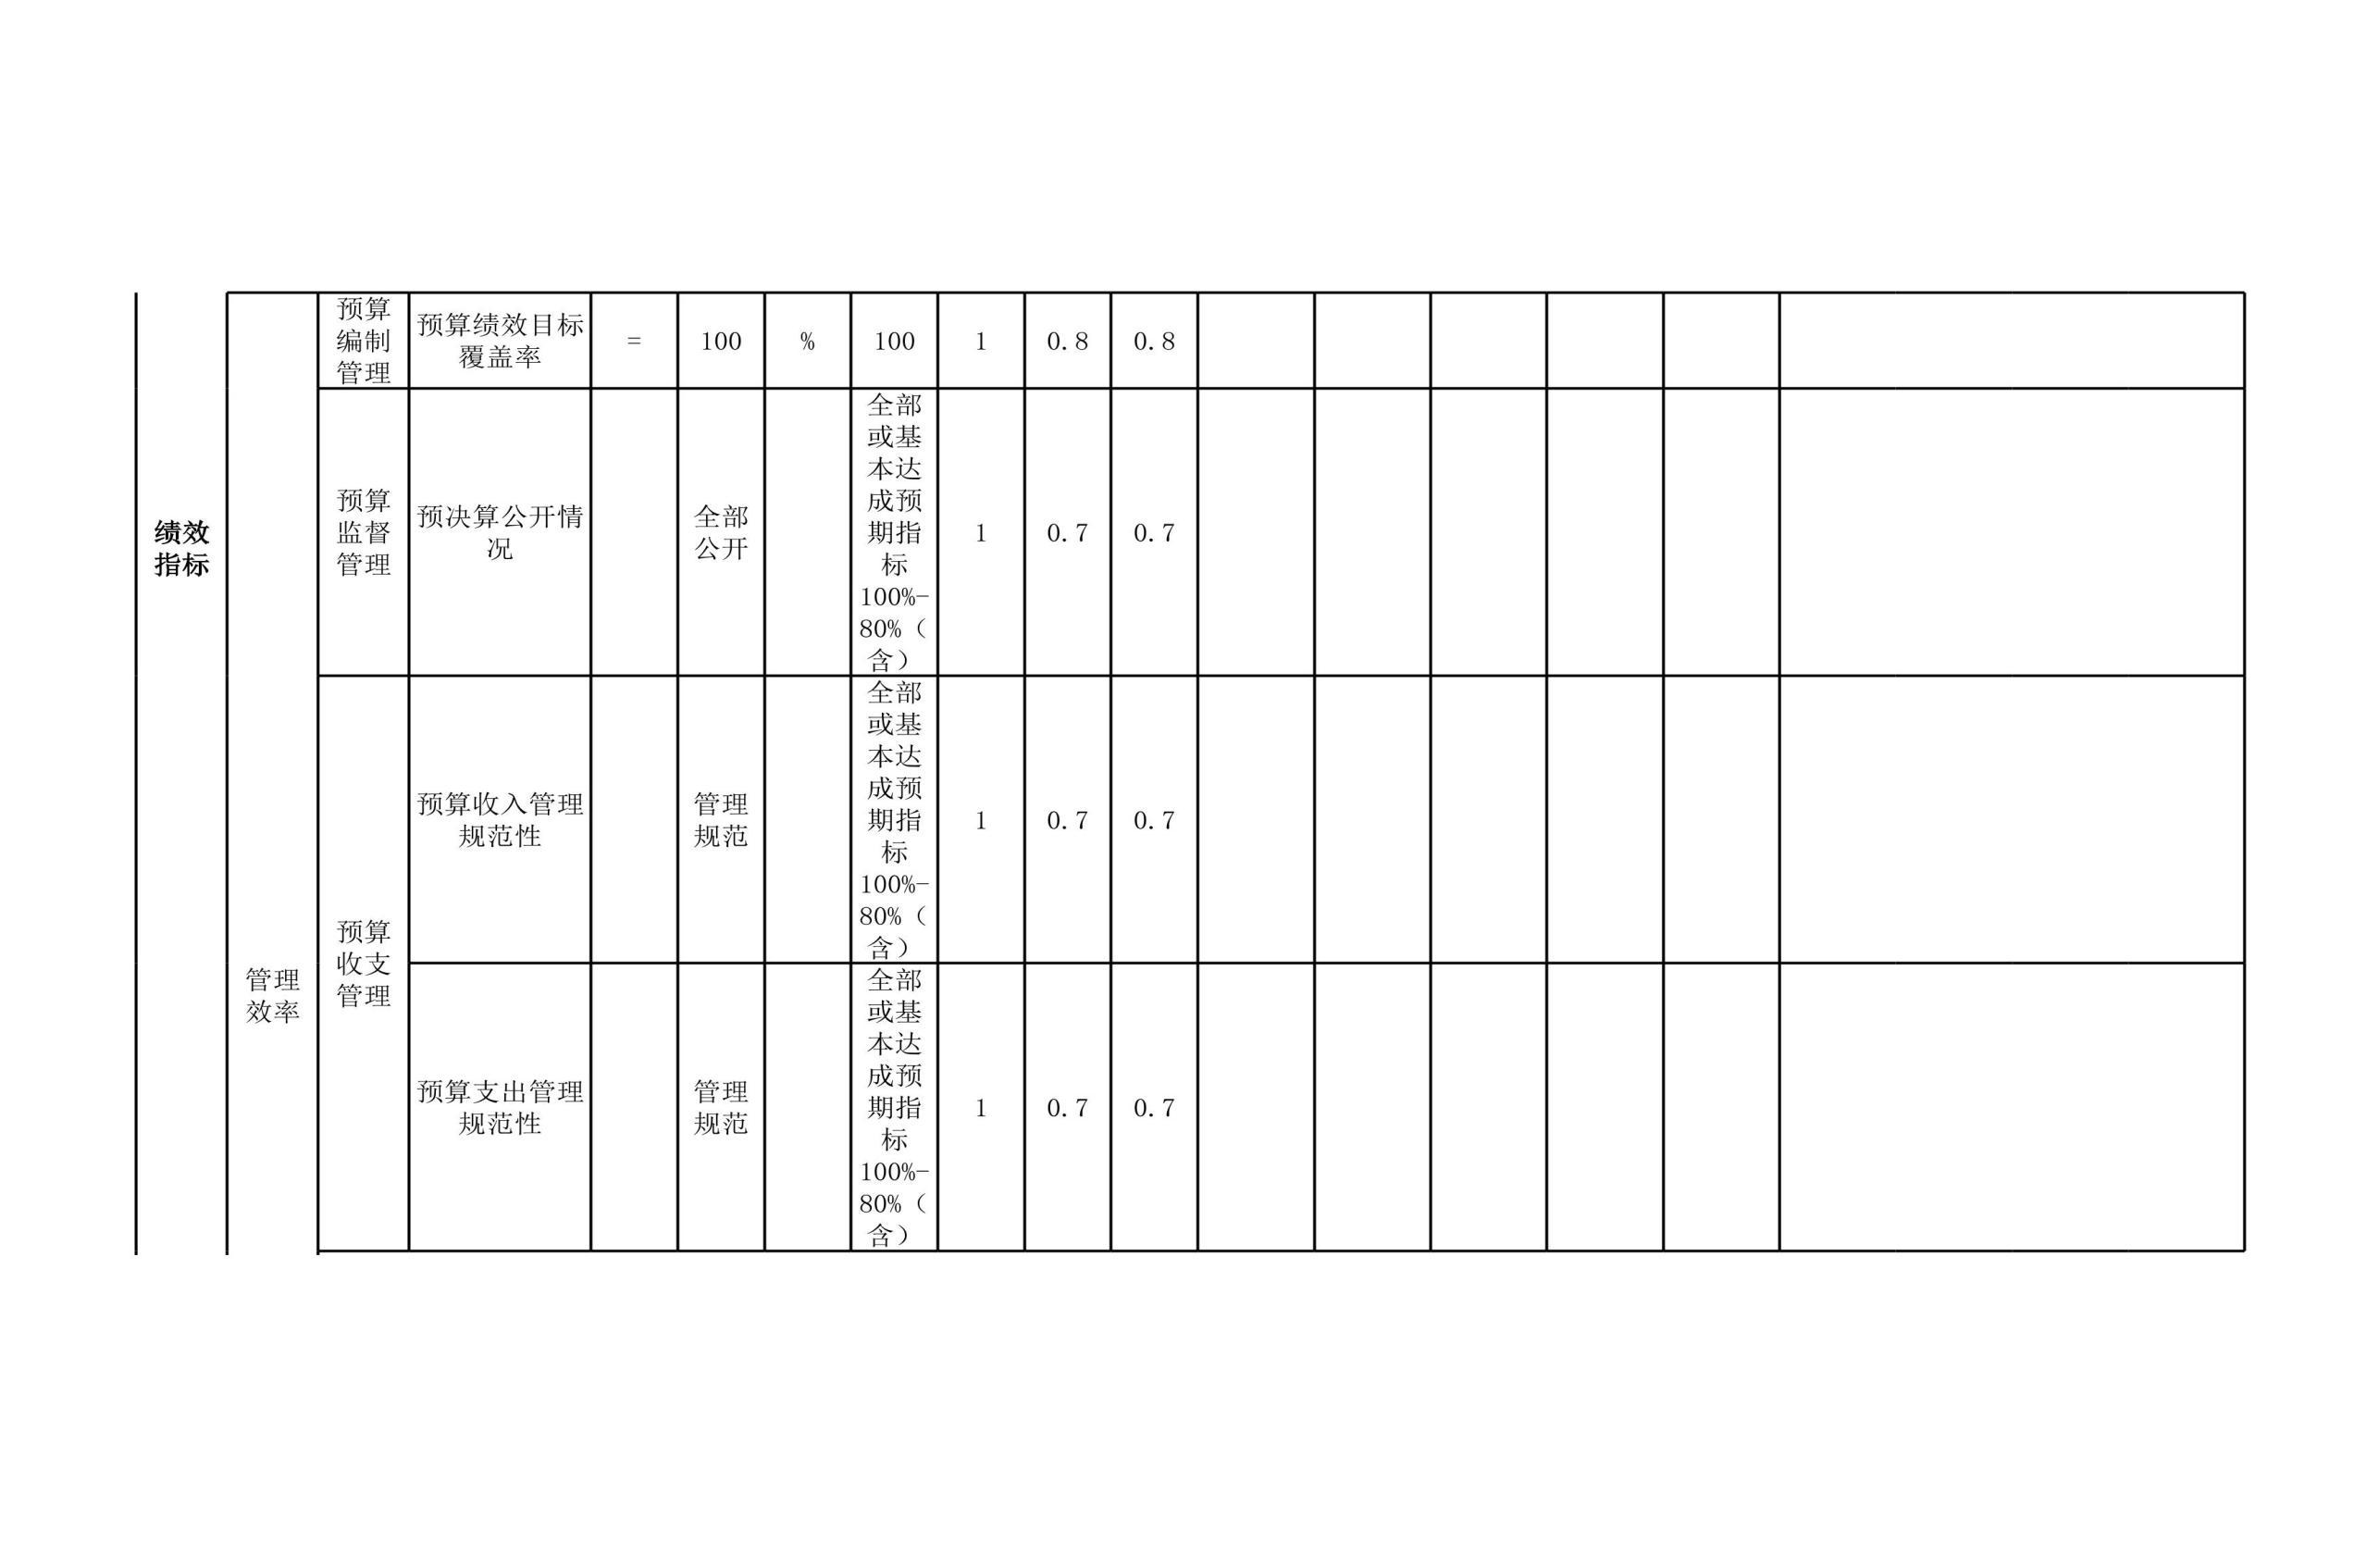 绩效
指标
管理
效率
预算
编制
管理
预算绩效目标
覆盖率
=
100
%
100
1
0.8
0.8
预算
监督
管理
预决算公开情
况
全部
公开
全部
或基
本达
成预
期指
标
100%-
80%（
含）
1
0.7
0.7
预算
收支
管理
预算收入管理
规范性
管理
规范
全部
或基
本达
成预
期指
标
100%-
80%（
含）
1
0.7
0.7
预算支出管理
规范性
管理
规范
全部
或基
本达
成预
期指
标
100%-
80%（
含）
1
0.7
0.7